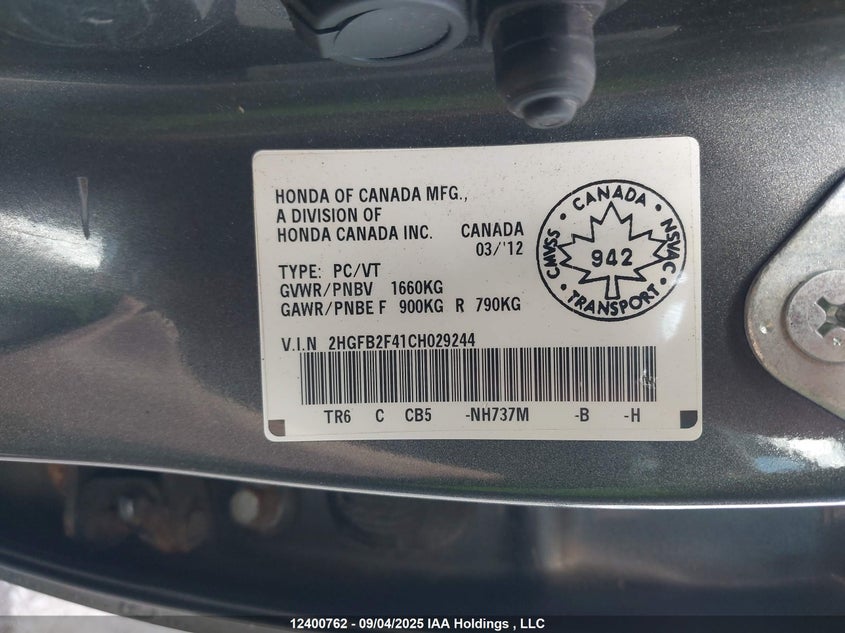 HONDA OF CANADA MFG.,
A DIVISION OF
HONDA CANADA INC. CANADA
03/'12
TYPE: PC/VT
GVWR/PNBV 1660KG
GAWR/PNBE F 900KG R 790KG
V.I.N 2HGFB2F41CH029244
TR6 C CB5 -NH737M -B -H
CMVSS • CANADA • NSVAC • TRANSPORT •
942
12400762 - 09/04/2025 IAA Holdings , LLC